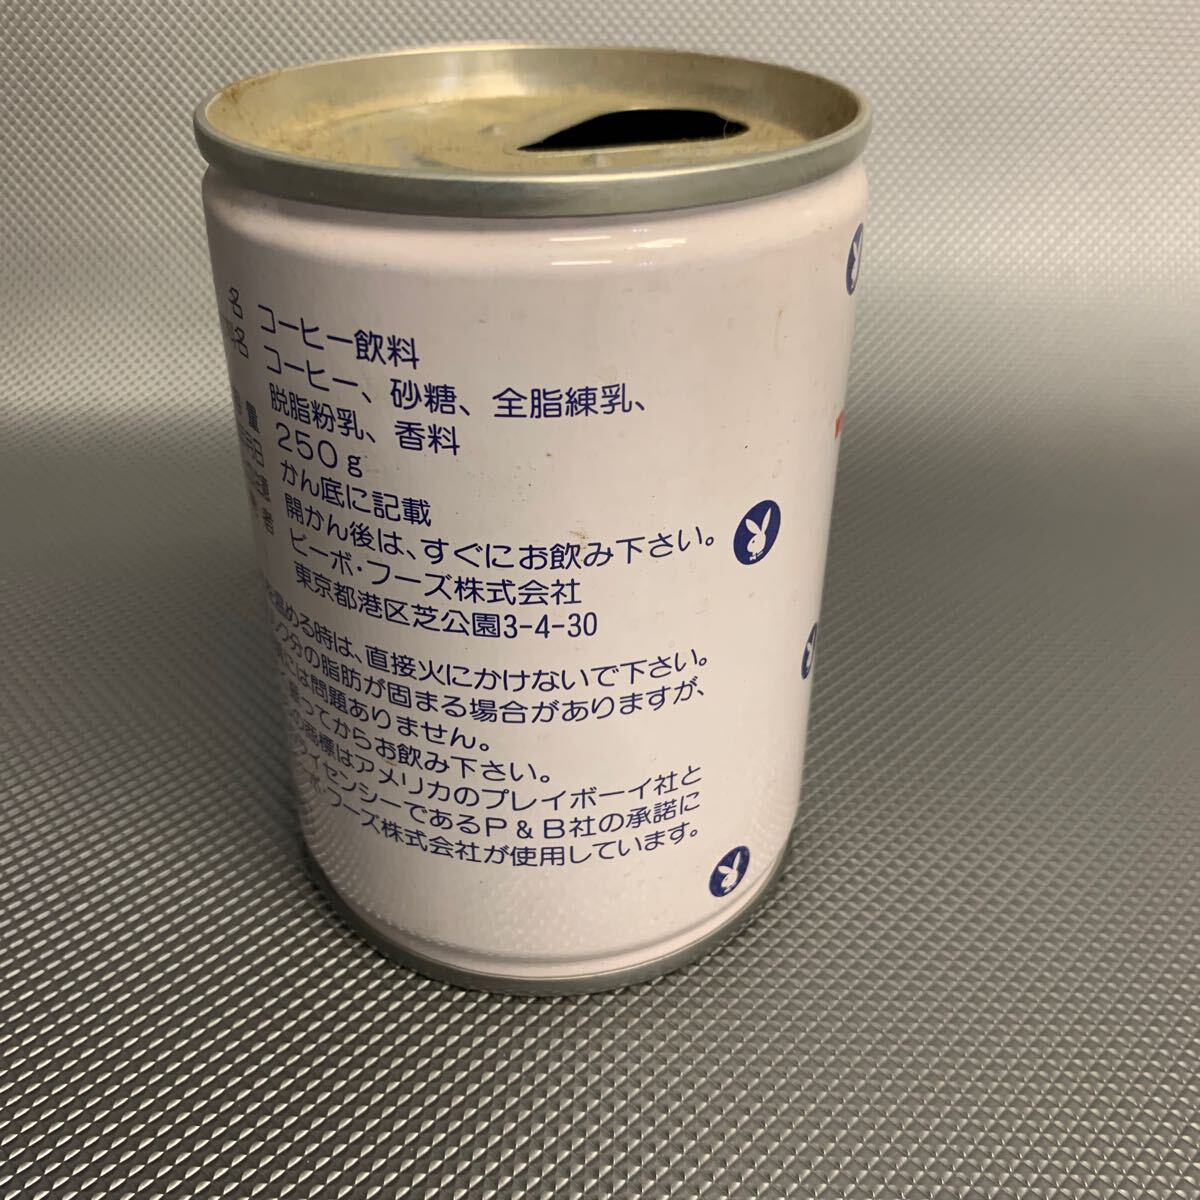 名 コーヒー飲料
料名 コーヒー、砂糖、全脂練乳、
脱脂粉乳、香料
量 250g
日 かん底に記載
開かん後は、すぐにお飲み下さい。
者 ビーボ・フーズ株式会社
東京都港区芝公園3-4-30
める時は、直接火にかけないで下さい。
分の脂肪が固まる場合がありますが、
には問題ありません。
ってからお飲み下さい。
の商標はアメリカのプレイボーイ社と
ライセンシーであるP&B社の承諾に
ボ・フーズ株式会社が使用しています。